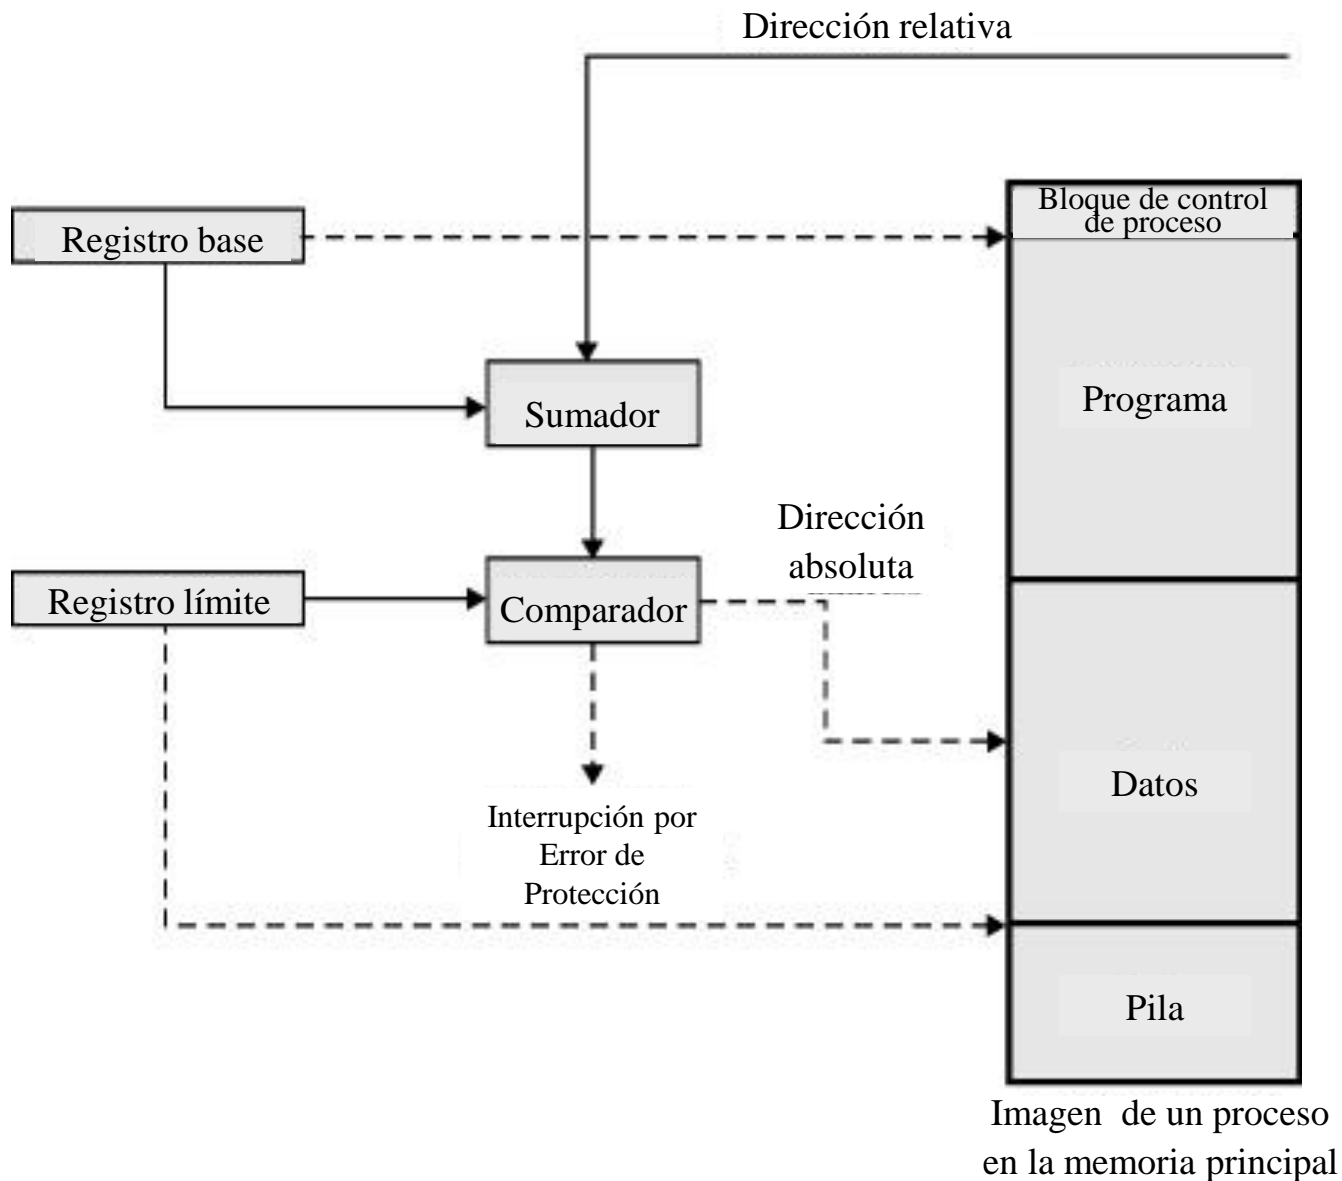 Dirección relativa
Bloque de control
de proceso
Registro base
Programa
Sumador
Dirección
absoluta
Registro límite
Comparador
Datos
Interrupción por
Error de
Protección
Pila
Imagen de un proceso
en la memoria principal